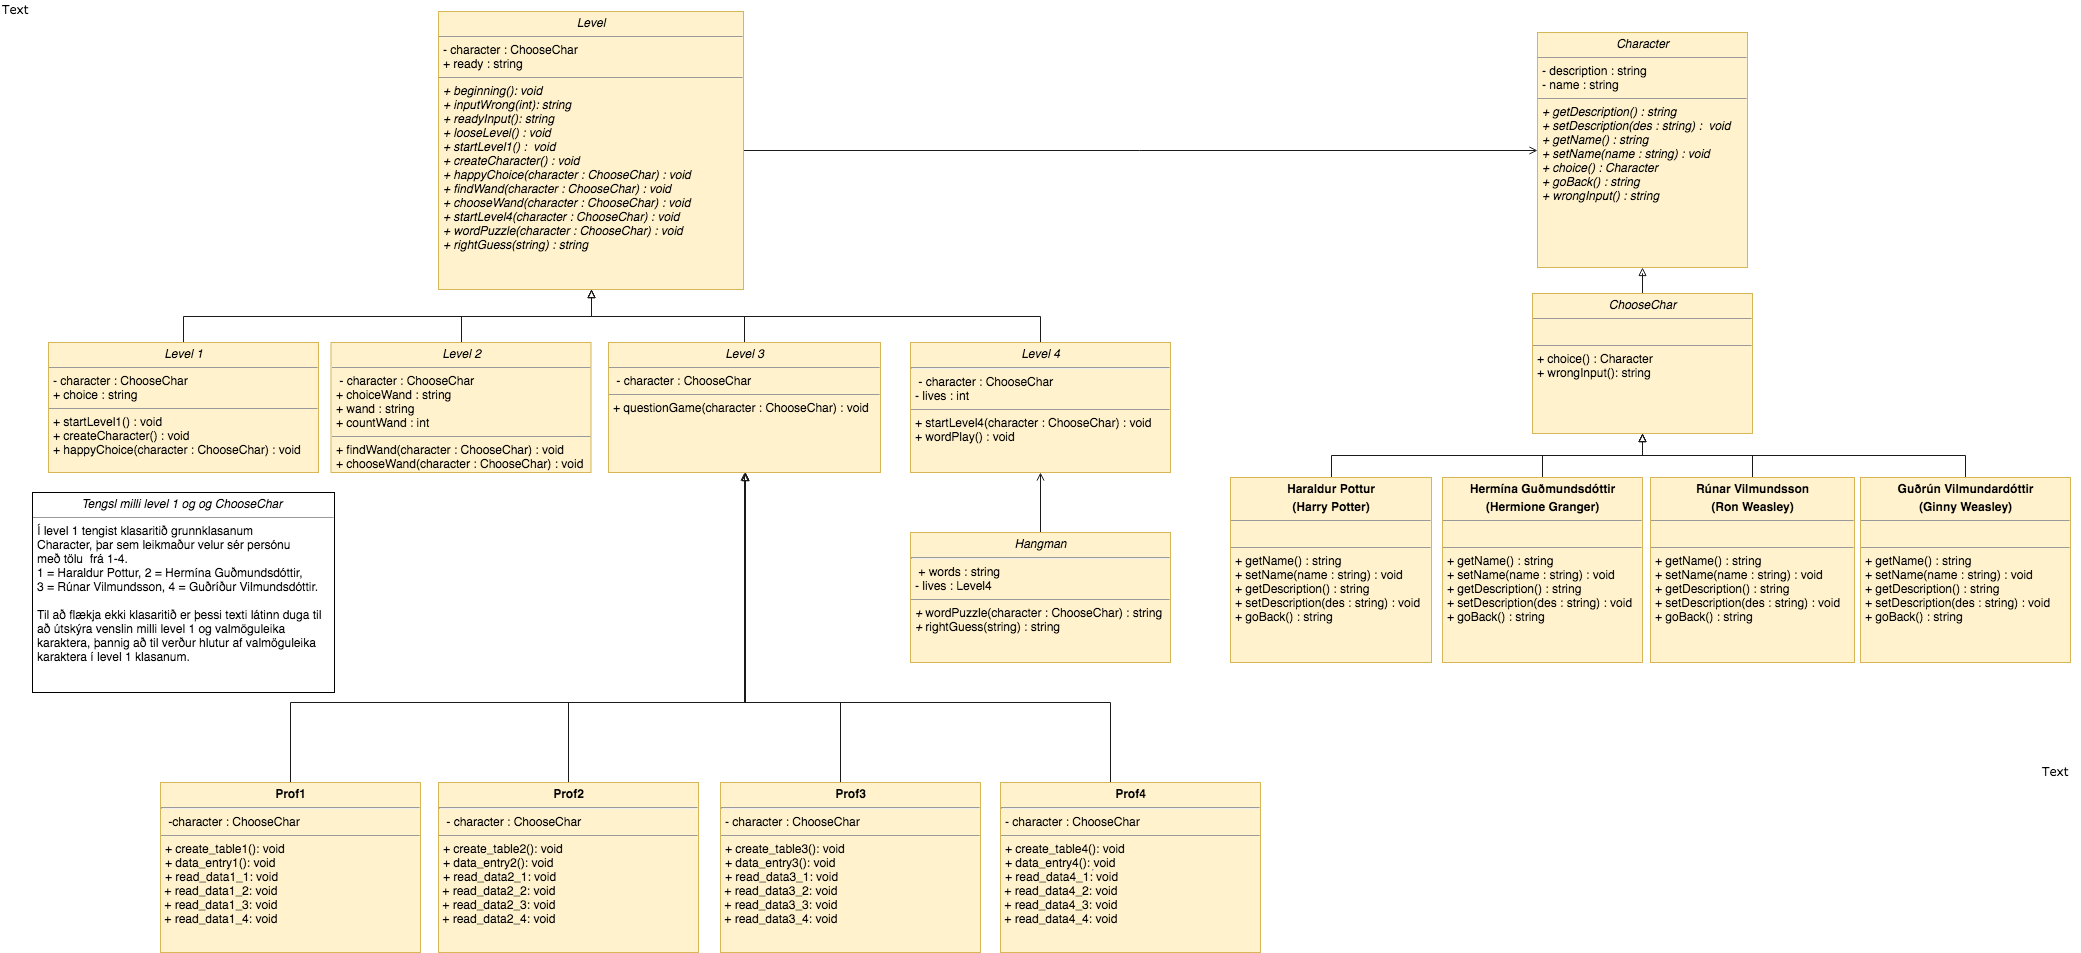 Text
Level
- character : ChooseChar
+ ready : string
+ beginning(): void
+ inputWrong(int): string
+ readyInput(): string
+ looseLevel() : void
+ startLevel1() :  void
+ createCharacter() : void
+ happyChoice(character : ChooseChar) : void
+ findWand(character : ChooseChar) : void
+ chooseWand(character : ChooseChar) : void
+ startLevel4(character : ChooseChar) : void
+ wordPuzzle(character : ChooseChar) : void
+ rightGuess(string) : string
Character
- description : string
- name : string
+ getDescription() : string
+ setDescription(des : string) :  void
+ getName() : string
+ setName(name : string) : void
+ choice() : Character
+ goBack() : string
+ wrongInput() : string
Level 1
- character : ChooseChar
+ choice : string
+ startLevel1() : void
+ createCharacter() : void
+ happyChoice(character : ChooseChar) : void
Level 2
- character : ChooseChar
+ choiceWand : string
+ wand : string
+ countWand : int
+ findWand(character : ChooseChar) : void
+ chooseWand(character : ChooseChar) : void
Level 3
- character : ChooseChar
+ questionGame(character : ChooseChar) : void
Level 4
- character : ChooseChar
- lives : int
+ startLevel4(character : ChooseChar) : void
+ wordPlay() : void
ChooseChar
+ choice() : Character
+ wrongInput(): string
Tengsl milli level 1 og og ChooseChar
Í level 1 tengist klasaritið grunnklasanum
Character, þar sem leikmaður velur sér persónu
með tölu  frá 1-4.
1 = Haraldur Pottur, 2 = Hermína Guðmundsdóttir,
3 = Rúnar Vilmundsson, 4 = Guðríður Vilmundsdóttir.
Til að flækja ekki klasaritið er þessi texti látinn duga til
að útskýra venslin milli level 1 og valmöguleika
karaktera, þannig að til verður hlutur af valmöguleika
karaktera í level 1 klasanum.
Hangman
+ words : string
- lives : Level4
+ wordPuzzle(character : ChooseChar) : string
+ rightGuess(string) : string
Haraldur Pottur
(Harry Potter)
+ getName() : string
+ setName(name : string) : void
+ getDescription() : string
+ setDescription(des : string) : void
+ goBack() : string
Hermína Guðmundsdóttir
(Hermione Granger)
+ getName() : string
+ setName(name : string) : void
+ getDescription() : string
+ setDescription(des : string) : void
+ goBack() : string
Rúnar Vilmundsson
(Ron Weasley)
+ getName() : string
+ setName(name : string) : void
+ getDescription() : string
+ setDescription(des : string) : void
+ goBack() : string
Guðrún Vilmundardóttir
(Ginny Weasley)
+ getName() : string
+ setName(name : string) : void
+ getDescription() : string
+ setDescription(des : string) : void
+ goBack() : string
Text
Prof1
-character : ChooseChar
+ create_table1(): void
+ data_entry1(): void
+ read_data1_1: void
+ read_data1_2: void
+ read_data1_3: void
+ read_data1_4: void
Prof2
- character : ChooseChar
+ create_table2(): void
+ data_entry2(): void
+ read_data2_1: void
+ read_data2_2: void
+ read_data2_3: void
+ read_data2_4: void
Prof3
- character : ChooseChar
+ create_table3(): void
+ data_entry3(): void
+ read_data3_1: void
+ read_data3_2: void
+ read_data3_3: void
+ read_data3_4: void
Prof4
- character : ChooseChar
+ create_table4(): void
+ data_entry4(): void
+ read_data4_1: void
+ read_data4_2: void
+ read_data4_3: void
+ read_data4_4: void